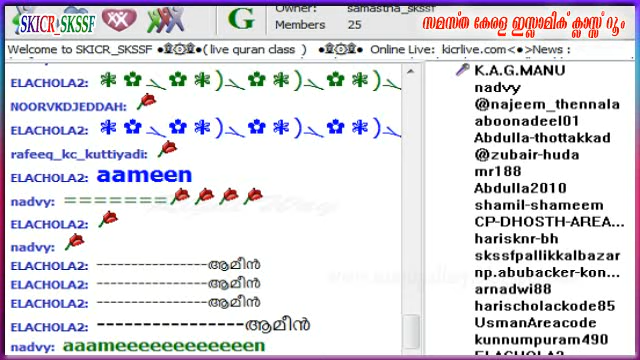 SKICR_SKSSF
Owner: samastha_skssf
Members 25
സമസ്ത കേരള ഇസ്ലാമിക് ക്ലാസ്സ് റൂം
Welcome to SKICR_SKSSF ●۩۞۩●( live quran class ) ●۩۞۩● Online Live: kicrlive.com <●>News :
ELACHOLA2:
NOORVKDJEDDAH:
ELACHOLA2:
rafeeq_kc_kuttiyadi:
ELACHOLA2: aameen
nadvy: =======
ELACHOLA2:
nadvy:
ELACHOLA2: -----------------ആമീൻ
ELACHOLA2: -----------------ആമീൻ
ELACHOLA2: -----------------ആമീൻ
ELACHOLA2: -----------------ആമീൻ
nadvy: aaameeeeeeeeeeeeen
K.A.G.MANU
nadvy
@najeem_thennala
aboonadeel01
Abdulla-thottakkad
@zubair-huda
mr188
Abdulla2010
shamil-shameem
CP-DHOSTH-AREA...
harisknr-bh
skssfpallikkalbazar
np.abubacker-kon...
arnadwi88
harischolackode85
UsmanAreacode
kunnumpuram490
ELACHOLA2